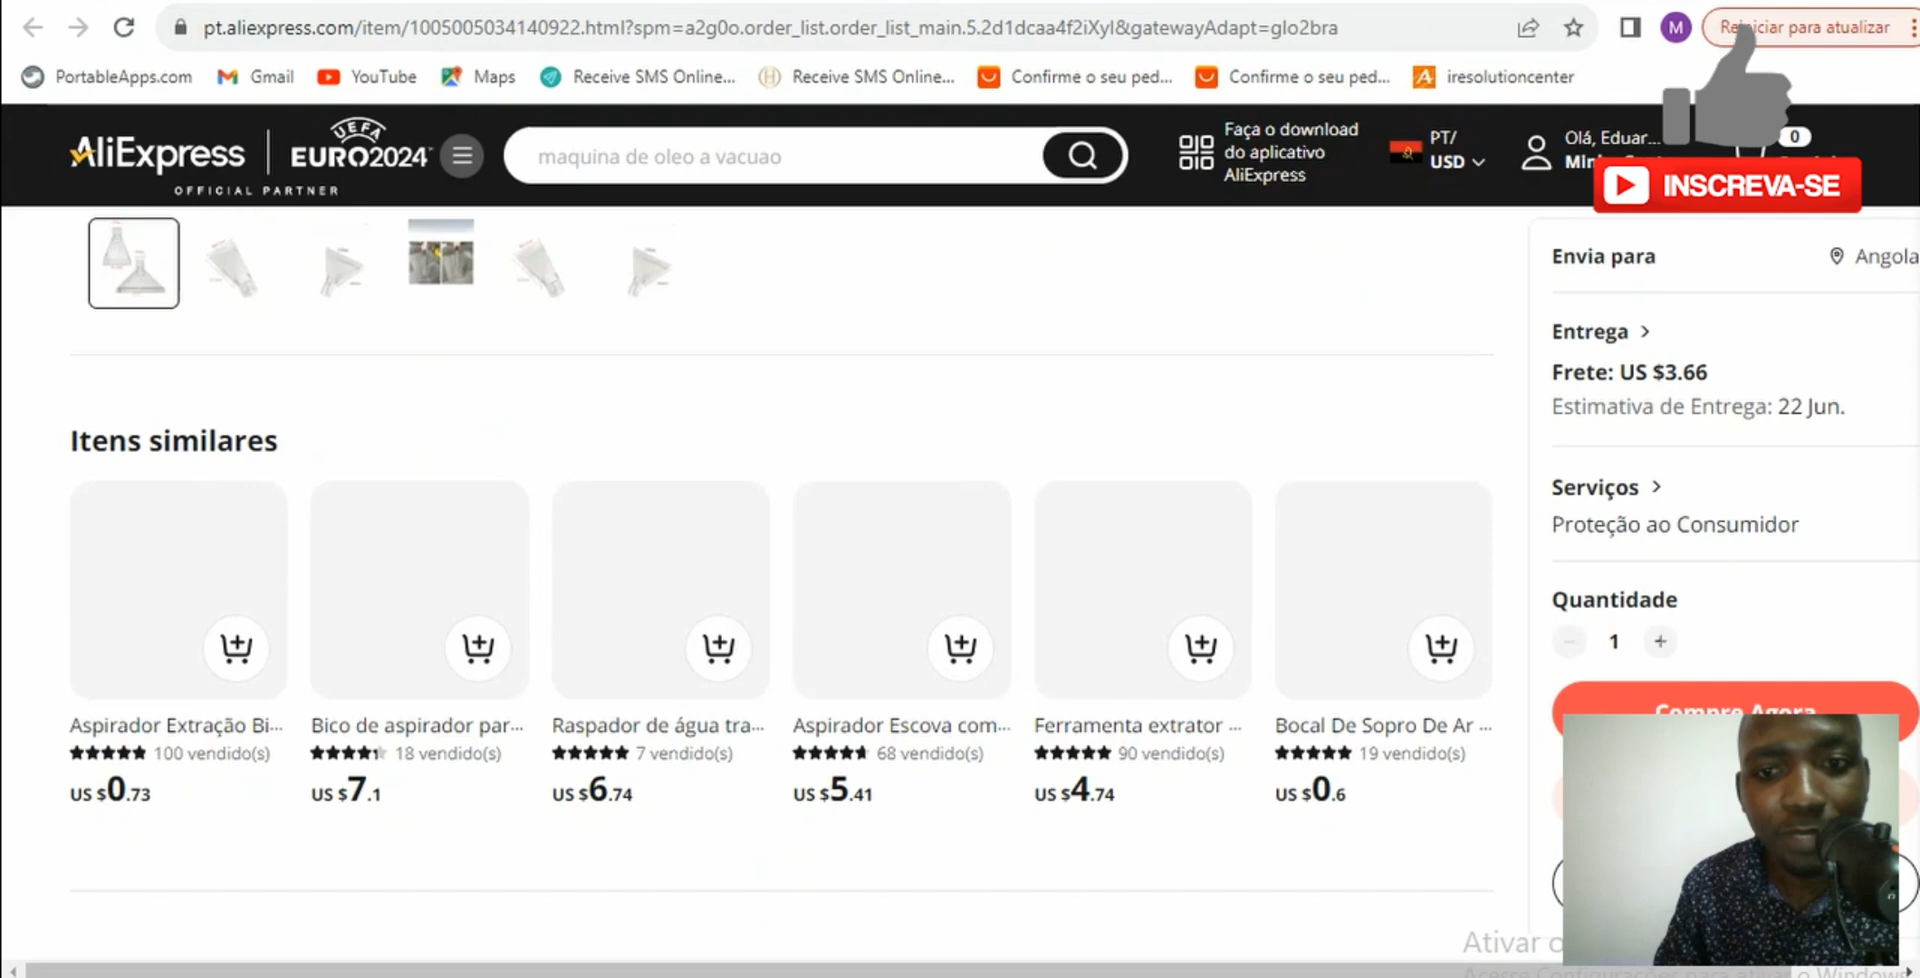 pt.aliexpress.com/item/1005005034140922.html?spm=a2g0o.order_list.order_list_main.5.2d1dcaa4f2iXyl&gatewayAdapt=glo2bra
M
Reiniciar para atualizar
PortableApps.com
Gmail
YouTube
Maps
Receive SMS Online...
Receive SMS Online...
Confirme o seu ped...
Confirme o seu ped...
iresolutioncenter
AliExpress
UEFA
EURO2024
OFFICIAL PARTNER
maquina de oleo a vacuao
Faça o download
do aplicativo
AliExpress
PT/
USD
Olá, Eduar...
0
INSCREVA-SE
Envia para
Angola
Entrega >
Frete: US $3.66
Estimativa de Entrega: 22 Jun.
Itens similares
Serviços >
Proteção ao Consumidor
Quantidade
- 1 +
Compre Agora
Aspirador Extração Bi...
100 vendido(s)
US $0.73
Bico de aspirador par...
18 vendido(s)
US $7.1
Raspador de água tra...
7 vendido(s)
US $6.74
Aspirador Escova com...
68 vendido(s)
US $5.41
Ferramenta extrator ...
90 vendido(s)
US $4.74
Bocal De Sopro De Ar ...
19 vendido(s)
US $0.6
Ativar o